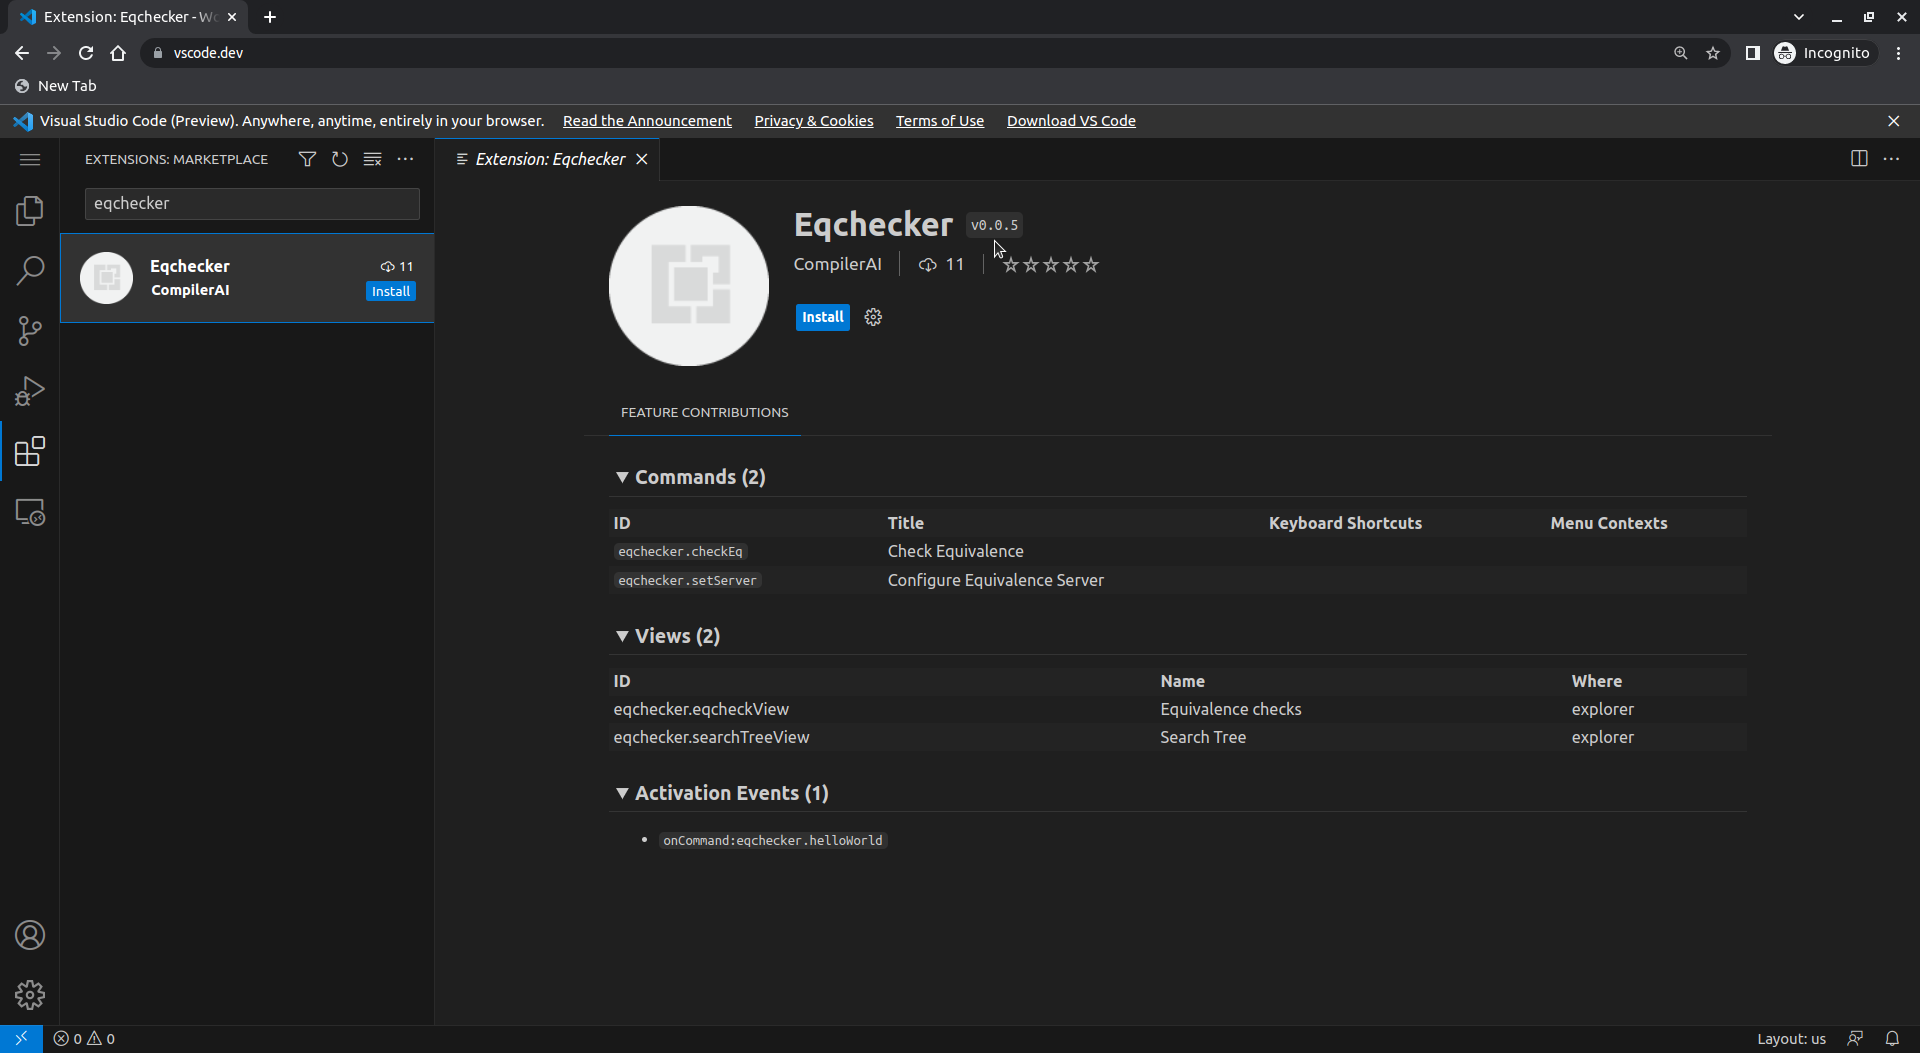 Extension: Eqchecker - Wo
vscode.dev
Incognito
New Tab
Visual Studio Code (Preview). Anywhere, anytime, entirely in your browser. Read the Announcement Privacy & Cookies Terms of Use Download VS Code
EXTENSIONS: MARKETPLACE
Extension: Eqchecker
eqchecker
Eqchecker 11
CompilerAI Install
Eqchecker v0.0.5
CompilerAI 11
Install
FEATURE CONTRIBUTIONS
Commands (2)
ID Title Keyboard Shortcuts Menu Contexts
eqchecker.checkEq Check Equivalence
eqchecker.setServer Configure Equivalence Server
Views (2)
ID Name Where
eqchecker.eqcheckView Equivalence checks explorer
eqchecker.searchTreeView Search Tree explorer
Activation Events (1)
onCommand:eqchecker.helloWorld
0 0
Layout: us